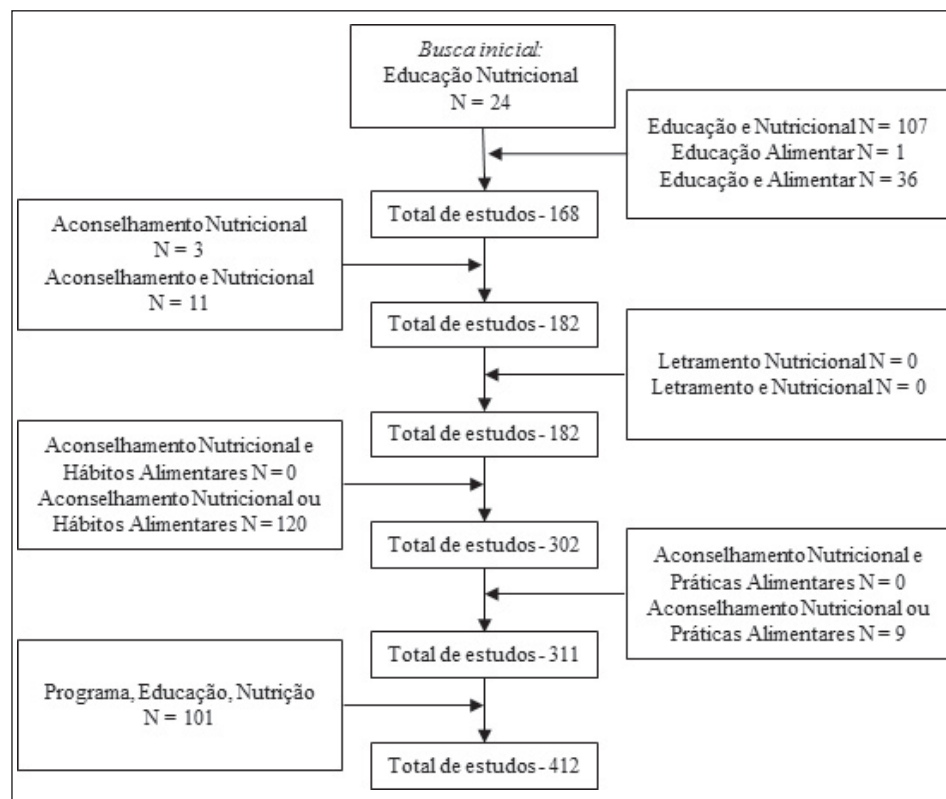 Busca inicial:
Educação Nutricional
N = 24
Educação e Nutricional N = 107
Educação Alimentar N = 1
Educação e Alimentar N = 36
Total de estudos - 168
Aconselhamento Nutricional
N = 3
Aconselhamento e Nutricional
N = 11
Total de estudos - 182
Letramento Nutricional N = 0
Letramento e Nutricional N = 0
Total de estudos - 182
Aconselhamento Nutricional e
Hábitos Alimentares N = 0
Aconselhamento Nutricional ou
Hábitos Alimentares N = 120
Total de estudos - 302
Aconselhamento Nutricional e
Práticas Alimentares N = 0
Aconselhamento Nutricional ou
Práticas Alimentares N = 9
Total de estudos - 311
Programa, Educação, Nutrição
N = 101
Total de estudos - 412